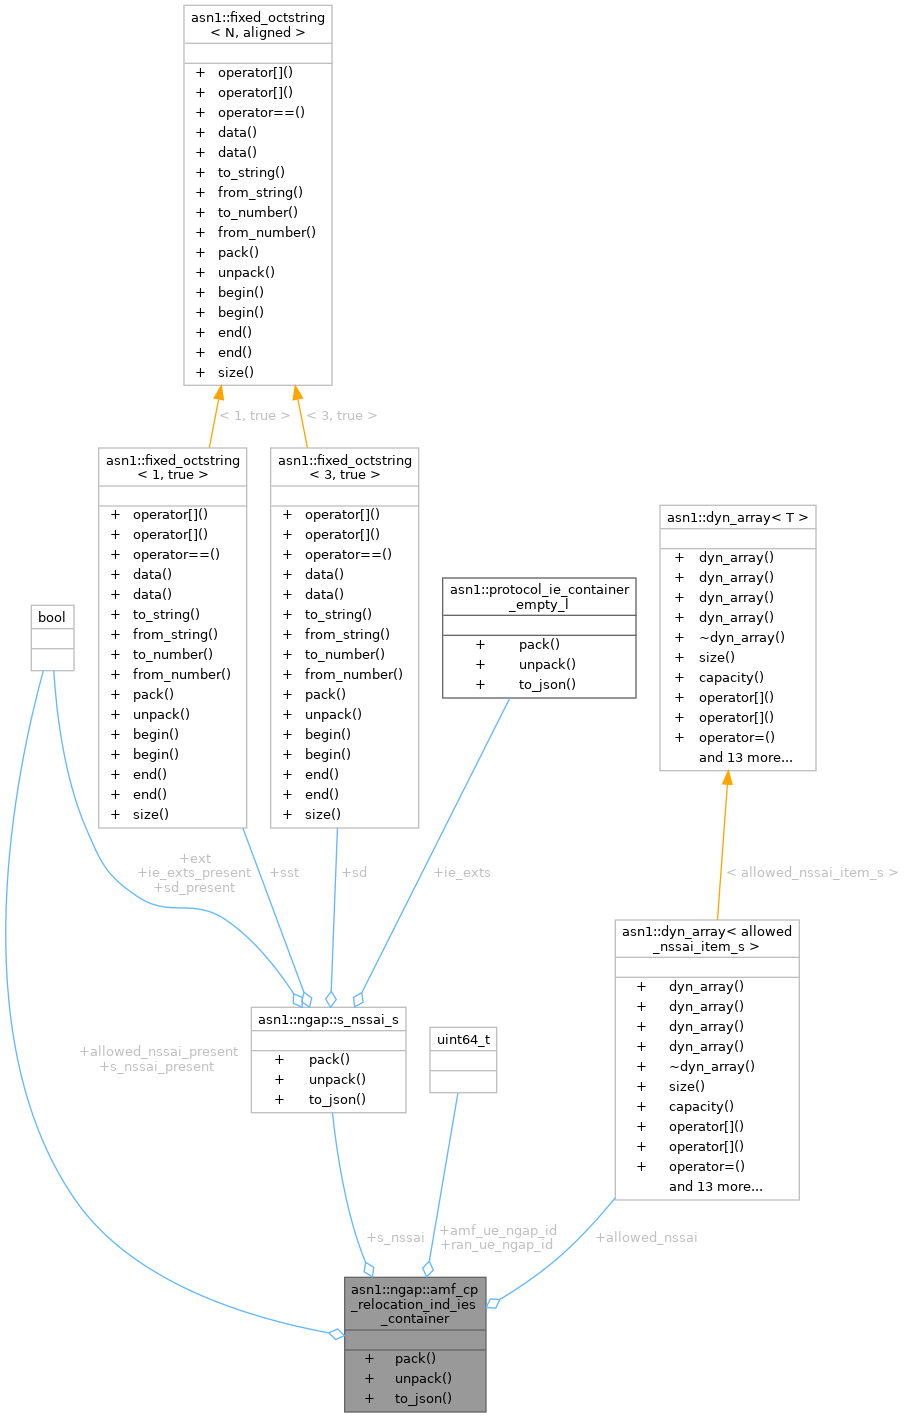 asn1::fixed_octstring
< N, aligned >
+ operator[]()
+ operator[]()
+ operator==()
+ data()
+ data()
+ to_string()
+ from_string()
+ to_number()
+ from_number()
+ pack()
+ unpack()
+ begin()
+ begin()
+ end()
+ end()
+ size()
< 1, true >
< 3, true >
asn1::fixed_octstring
< 1, true >
+ operator[]()
+ operator[]()
+ operator==()
+ data()
+ data()
+ to_string()
+ from_string()
+ to_number()
+ from_number()
+ pack()
+ unpack()
+ begin()
+ begin()
+ end()
+ end()
+ size()
asn1::fixed_octstring
< 3, true >
+ operator[]()
+ operator[]()
+ operator==()
+ data()
+ data()
+ to_string()
+ from_string()
+ to_number()
+ from_number()
+ pack()
+ unpack()
+ begin()
+ begin()
+ end()
+ end()
+ size()
asn1::dyn_array< T >
+ dyn_array()
+ dyn_array()
+ dyn_array()
+ dyn_array()
+ ~dyn_array()
+ size()
+ capacity()
+ operator[]()
+ operator[]()
+ operator=()
and 13 more...
asn1::protocol_ie_container
_empty_l
+ pack()
+ unpack()
+ to_json()
bool
+ext
+ie_exts_present
+sd_present
+sst
+sd
+ie_exts
< allowed_nssai_item_s >
asn1::dyn_array< allowed
_nssai_item_s >
+ dyn_array()
+ dyn_array()
+ dyn_array()
+ dyn_array()
+ ~dyn_array()
+ size()
+ capacity()
+ operator[]()
+ operator[]()
+ operator=()
and 13 more...
asn1::ngap::s_nssai_s
+ pack()
+ unpack()
+ to_json()
uint64_t
+allowed_nssai_present
+s_nssai_present
+s_nssai
+amf_ue_ngap_id
+ran_ue_ngap_id
+allowed_nssai
asn1::ngap::amf_cp
_relocation_ind_ies
_container
+ pack()
+ unpack()
+ to_json()